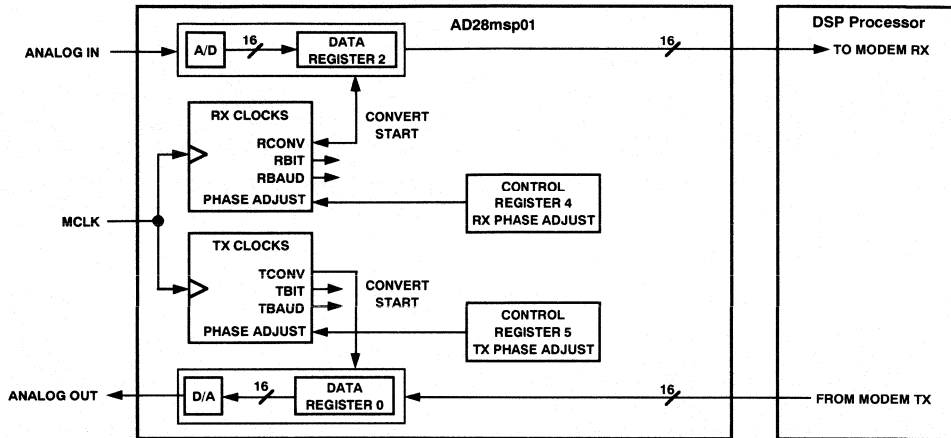 AD28msp01
DSP Processor
ANALOG IN
A/D
16
DATA
REGISTER 2
16
TO MODEM RX
RX CLOCKS
RCONV
RBIT
RBAUD
PHASE ADJUST
CONVERT
START
CONTROL
REGISTER 4
RX PHASE ADJUST
MCLK
TX CLOCKS
TCONV
TBIT
TBAUD
PHASE ADJUST
CONVERT
START
CONTROL
REGISTER 5
TX PHASE ADJUST
ANALOG OUT
D/A
16
DATA
REGISTER 0
16
FROM MODEM TX